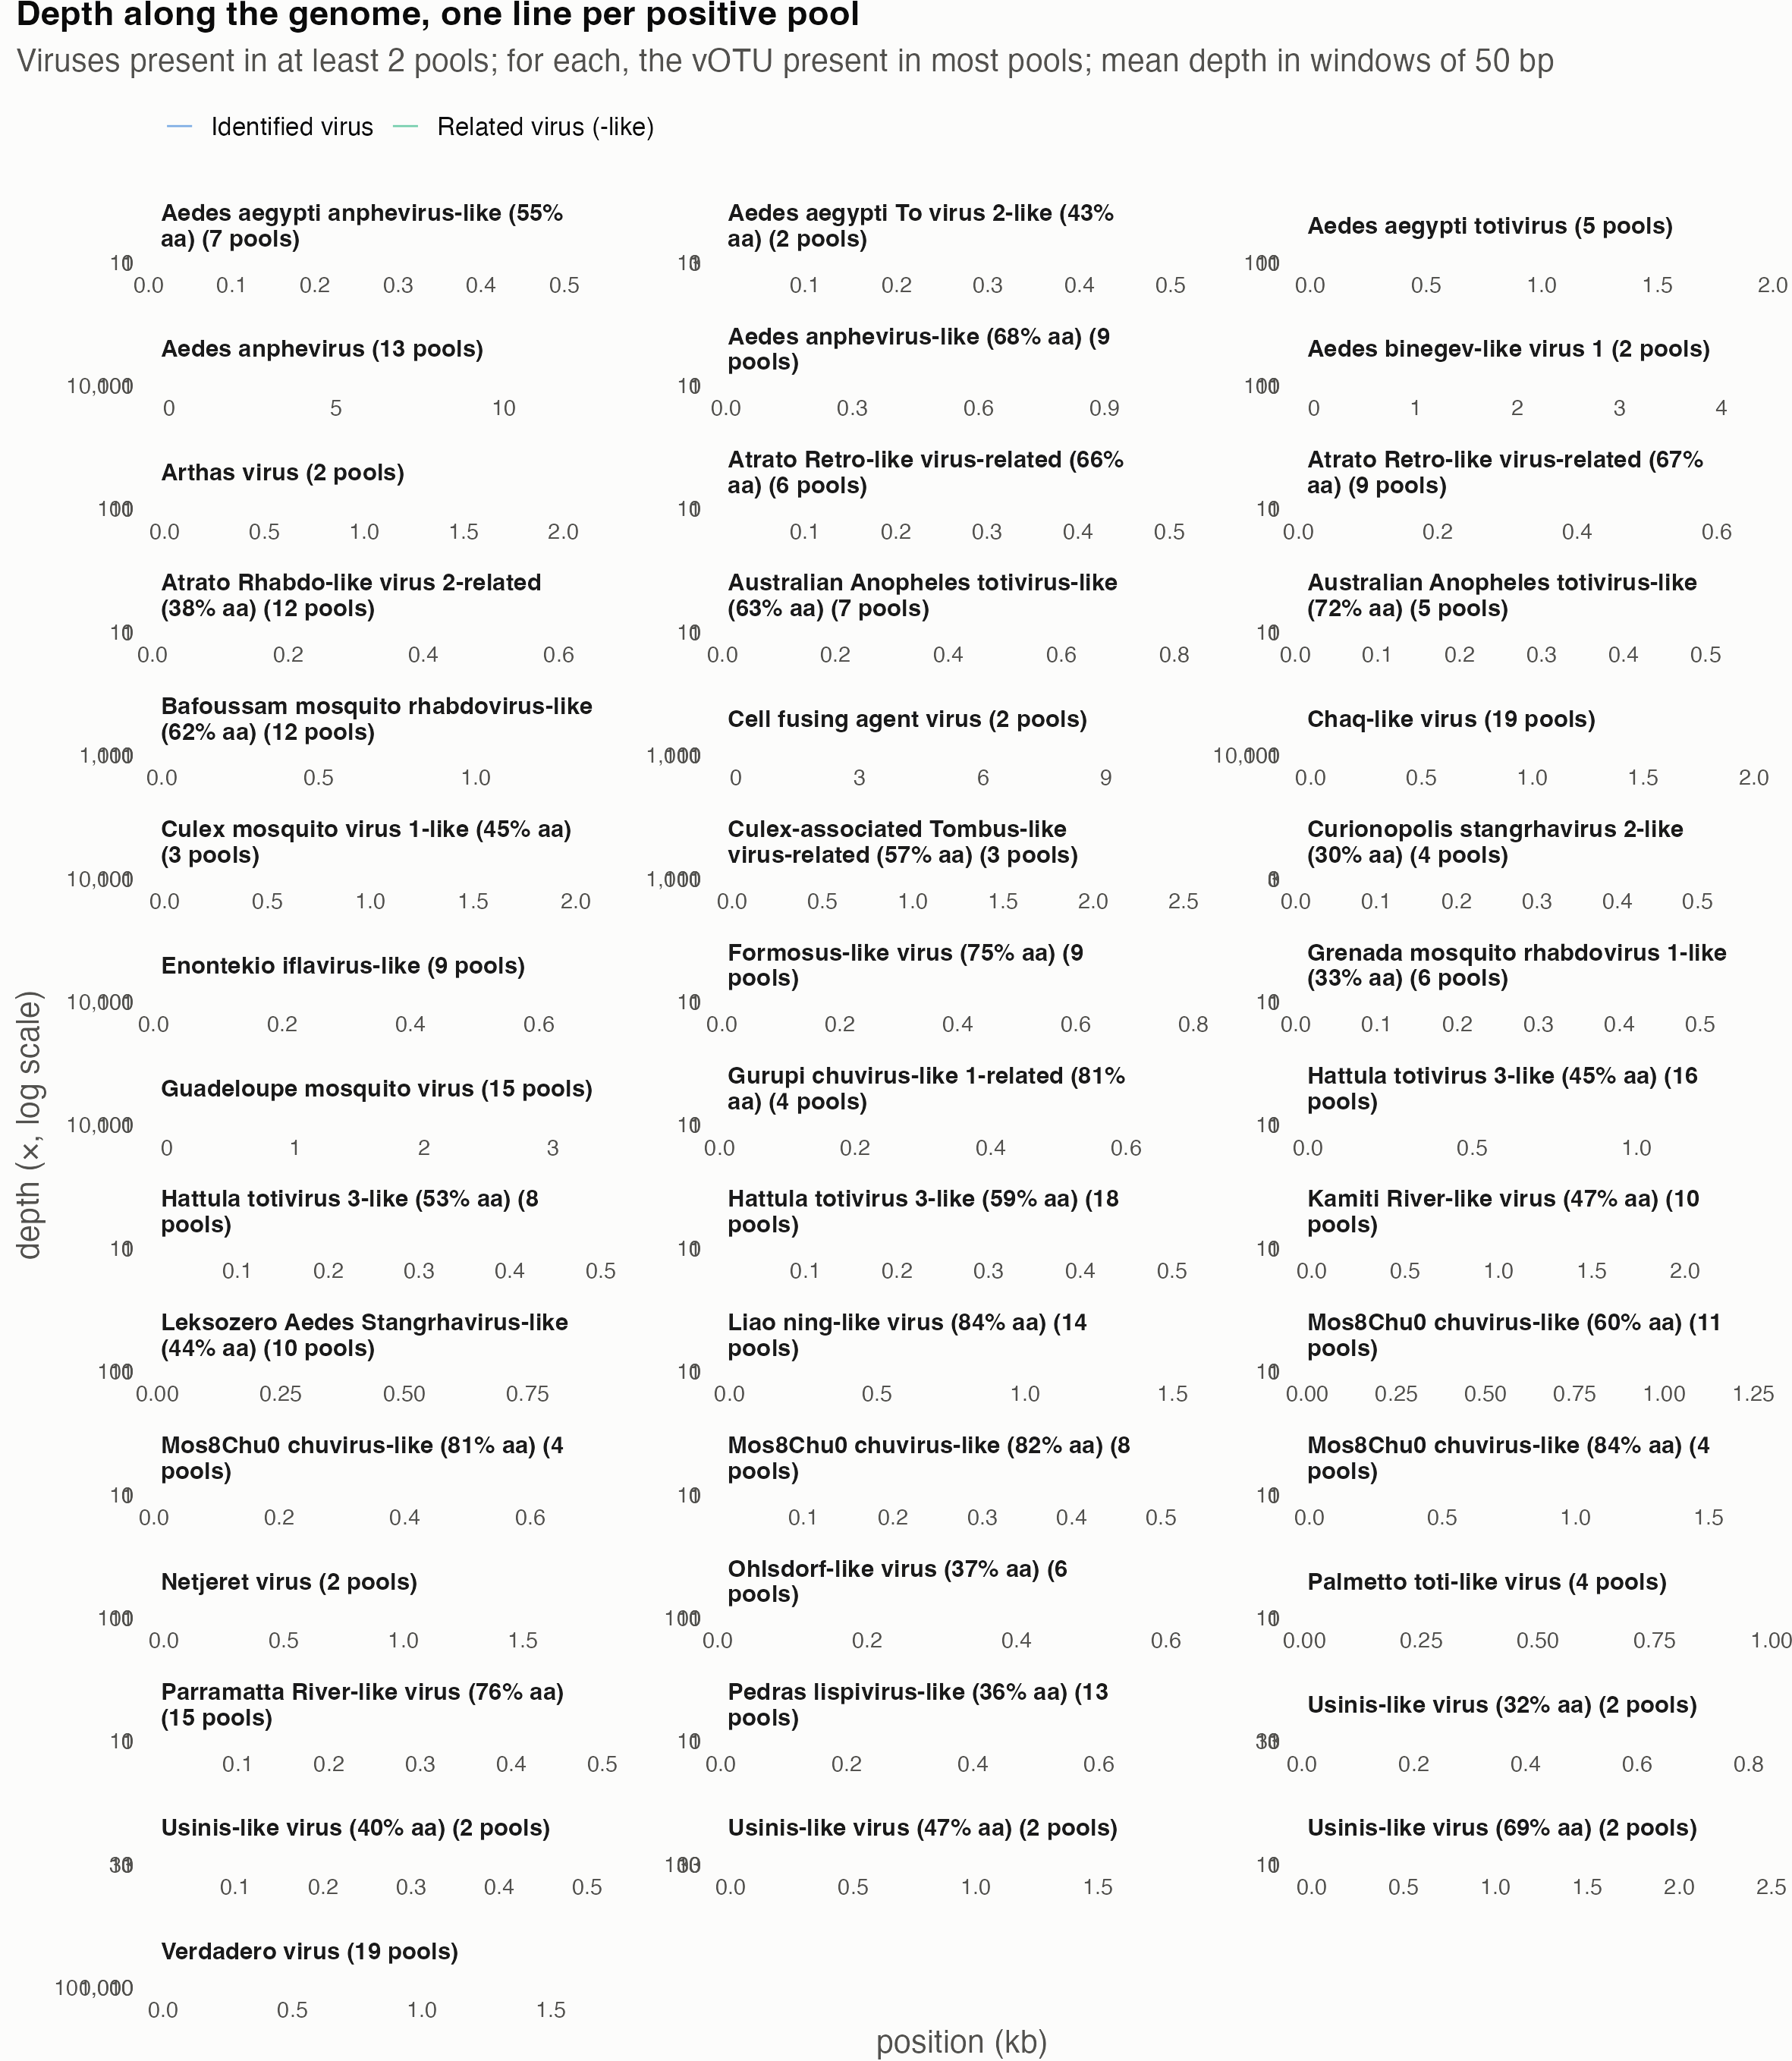 Depth along the genome, one line per positive pool
Viruses present in at least 2 pools; for each, the vOTU present in most pools; mean depth in windows of 50 bp
Identified virus Related virus (-like)
Aedes aegypti anphevirus-like (55%
aa) (7 pools)
0.0 0.1 0.2 0.3 0.4 0.5
Aedes aegypti To virus 2-like (43%
aa) (2 pools)
0.1 0.2 0.3 0.4 0.5
Aedes aegypti totivirus (5 pools)
0.0 0.5 1.0 1.5 2.0
Aedes anphevirus (13 pools)
0 5 10
Aedes anphevirus-like (68% aa) (9
pools)
0.0 0.3 0.6 0.9
Aedes binegev-like virus 1 (2 pools)
0 1 2 3 4
Arthas virus (2 pools)
0.0 0.5 1.0 1.5 2.0
Atrato Retro-like virus-related (66%
aa) (6 pools)
0.1 0.2 0.3 0.4 0.5
Atrato Retro-like virus-related (67%
aa) (9 pools)
0.0 0.2 0.4 0.6
Atrato Rhabdo-like virus 2-related
(38% aa) (12 pools)
0.0 0.2 0.4 0.6
Australian Anopheles totivirus-like
(63% aa) (7 pools)
0.0 0.2 0.4 0.6 0.8
Australian Anopheles totivirus-like
(72% aa) (5 pools)
0.0 0.1 0.2 0.3 0.4 0.5
Bafoussam mosquito rhabdovirus-like
(62% aa) (12 pools)
0.0 0.5 1.0
Cell fusing agent virus (2 pools)
0 3 6 9
Chaq-like virus (19 pools)
0.0 0.5 1.0 1.5 2.0
Culex mosquito virus 1-like (45% aa)
(3 pools)
0.0 0.5 1.0 1.5 2.0
Culex-associated Tombus-like
virus-related (57% aa) (3 pools)
0.0 0.5 1.0 1.5 2.0 2.5
Curionopolis stangrhavirus 2-like
(30% aa) (4 pools)
0.0 0.1 0.2 0.3 0.4 0.5
Enontekio iflavirus-like (9 pools)
0.0 0.2 0.4 0.6
Formosus-like virus (75% aa) (9
pools)
0.0 0.2 0.4 0.6 0.8
Grenada mosquito rhabdovirus 1-like
(33% aa) (6 pools)
0.0 0.1 0.2 0.3 0.4 0.5
Guadeloupe mosquito virus (15 pools)
0 1 2 3
Gurupi chuvirus-like 1-related (81%
aa) (4 pools)
0.0 0.2 0.4 0.6
Hattula totivirus 3-like (45% aa) (16
pools)
0.0 0.5 1.0
Hattula totivirus 3-like (53% aa) (8
pools)
0.1 0.2 0.3 0.4 0.5
Hattula totivirus 3-like (59% aa) (18
pools)
0.1 0.2 0.3 0.4 0.5
Kamiti River-like virus (47% aa) (10
pools)
0.0 0.5 1.0 1.5 2.0
Leksozero Aedes Stangrhavirus-like
(44% aa) (10 pools)
0.00 0.25 0.50 0.75
Liao ning-like virus (84% aa) (14
pools)
0.0 0.5 1.0 1.5
Mos8Chu0 chuvirus-like (60% aa) (11
pools)
0.00 0.25 0.50 0.75 1.00 1.25
Mos8Chu0 chuvirus-like (81% aa) (4
pools)
0.0 0.2 0.4 0.6
Mos8Chu0 chuvirus-like (82% aa) (8
pools)
0.1 0.2 0.3 0.4 0.5
Mos8Chu0 chuvirus-like (84% aa) (4
pools)
0.0 0.5 1.0 1.5
Netjeret virus (2 pools)
0.0 0.5 1.0 1.5
Ohlsdorf-like virus (37% aa) (6
pools)
0.0 0.2 0.4 0.6
Palmetto toti-like virus (4 pools)
0.00 0.25 0.50 0.75 1.00
Parramatta River-like virus (76% aa)
(15 pools)
0.1 0.2 0.3 0.4 0.5
Pedras lispivirus-like (36% aa) (13
pools)
0.0 0.2 0.4 0.6
Usinis-like virus (32% aa) (2 pools)
0.0 0.2 0.4 0.6 0.8
Usinis-like virus (40% aa) (2 pools)
0.1 0.2 0.3 0.4 0.5
Usinis-like virus (47% aa) (2 pools)
0.0 0.5 1.0 1.5
Usinis-like virus (69% aa) (2 pools)
0.0 0.5 1.0 1.5 2.0 2.5
Verdadero virus (19 pools)
0.0 0.5 1.0 1.5
depth (×, log scale)
position (kb)